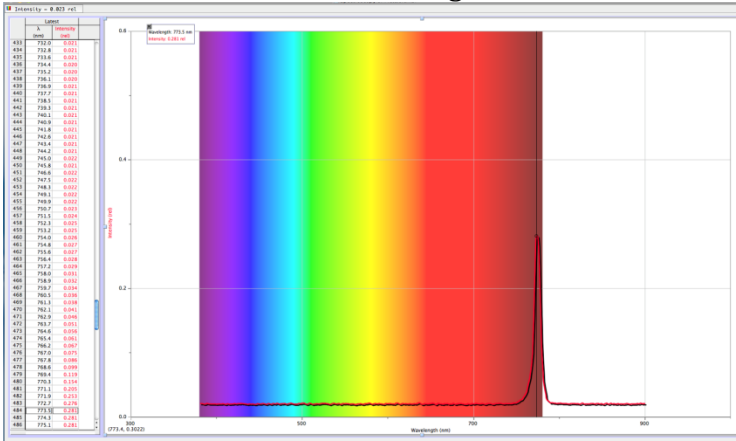 Intensity = 0.023 rel
Latest
λ Intensity
(nm) (rel)
433 732.0 0.021
434 732.8 0.021
435 733.6 0.021
436 734.4 0.020
437 735.2 0.020
438 736.1 0.020
439 736.9 0.021
440 737.7 0.021
441 738.5 0.021
442 739.3 0.021
443 740.1 0.021
444 740.9 0.021
445 741.8 0.021
446 742.6 0.021
447 743.4 0.021
448 744.2 0.021
449 745.0 0.022
450 745.8 0.021
451 746.6 0.022
452 747.5 0.022
453 748.3 0.022
454 749.1 0.022
455 749.9 0.022
456 750.7 0.023
457 751.5 0.024
458 752.3 0.025
459 753.2 0.025
460 754.0 0.026
461 754.8 0.027
462 755.6 0.027
463 756.4 0.028
464 757.2 0.029
465 758.0 0.031
466 758.9 0.032
467 759.7 0.034
468 760.5 0.036
469 761.3 0.038
470 762.1 0.041
471 762.9 0.046
472 763.7 0.051
473 764.6 0.056
474 765.4 0.061
475 766.2 0.067
476 767.0 0.075
477 767.8 0.086
478 768.6 0.099
479 769.4 0.119
480 770.3 0.154
481 771.1 0.205
482 771.9 0.253
483 772.7 0.276
484 773.5 0.281
485 774.3 0.281
486 775.1 0.281
Wavelength: 773.5 nm
Intensity: 0.281 rel
0.6
0.4
0.2
0.0
Intensity (rel)
300 500 700 900
(773.4, 0.3022)
Wavelength (nm)